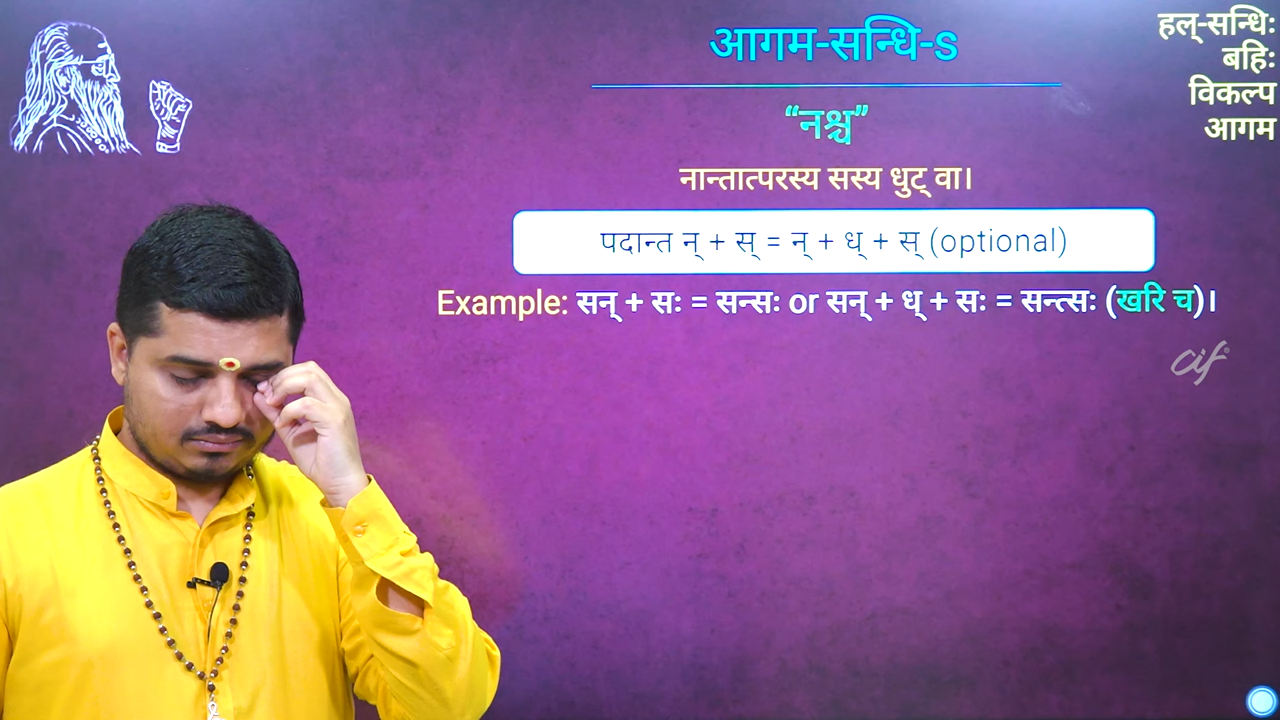 आगम-सन्धि-s
“नश्च”
नान्तात्परस्य सस्य धुट् वा।
पदान्त न् + स् = न् + ध् + स् (optional)
Example: सन् + सः = सन्सः or सन् + ध् + सः = सन्त्सः (खरि च)।
हल्-सन्धिः
बहिः
विकल्प
आगम
cif